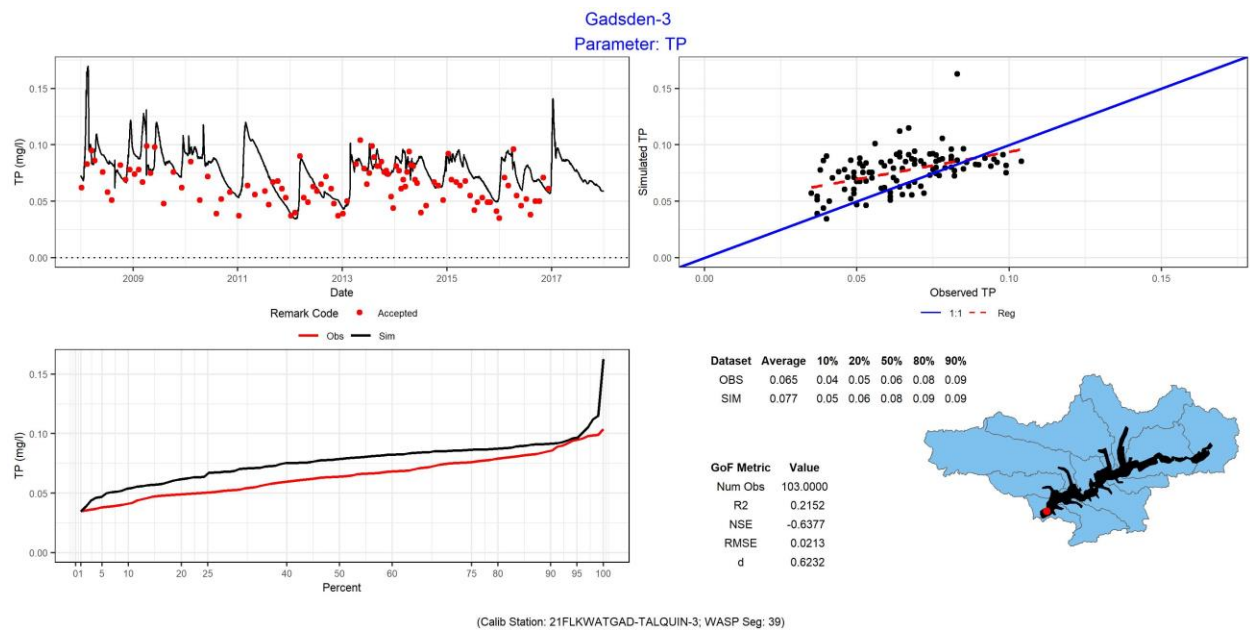 Gadsden-3
Parameter: TP
TP (mg/l)
0.15
0.10
0.05
0.00
2009 2011 2013 2015 2017
Date
Remark Code Accepted
Obs Sim
Simulated TP
0.15
0.10
0.05
0.00
0.00 0.05 0.10 0.15
Observed TP
1:1 Reg
TP (mg/l)
0.15
0.10
0.05
0.00
01 5 10 20 25 40 50 60 75 80 90 95 100
Percent
Dataset Average 10% 20% 50% 80% 90%
OBS 0.065 0.04 0.05 0.06 0.08 0.09
SIM 0.077 0.05 0.06 0.08 0.09 0.09
GoF Metric Value
Num Obs 103.0000
R2 0.2152
NSE -0.6377
RMSE 0.0213
d 0.6232
(Calib Station: 21FLKWATGAD-TALQUIN-3; WASP Seg: 39)